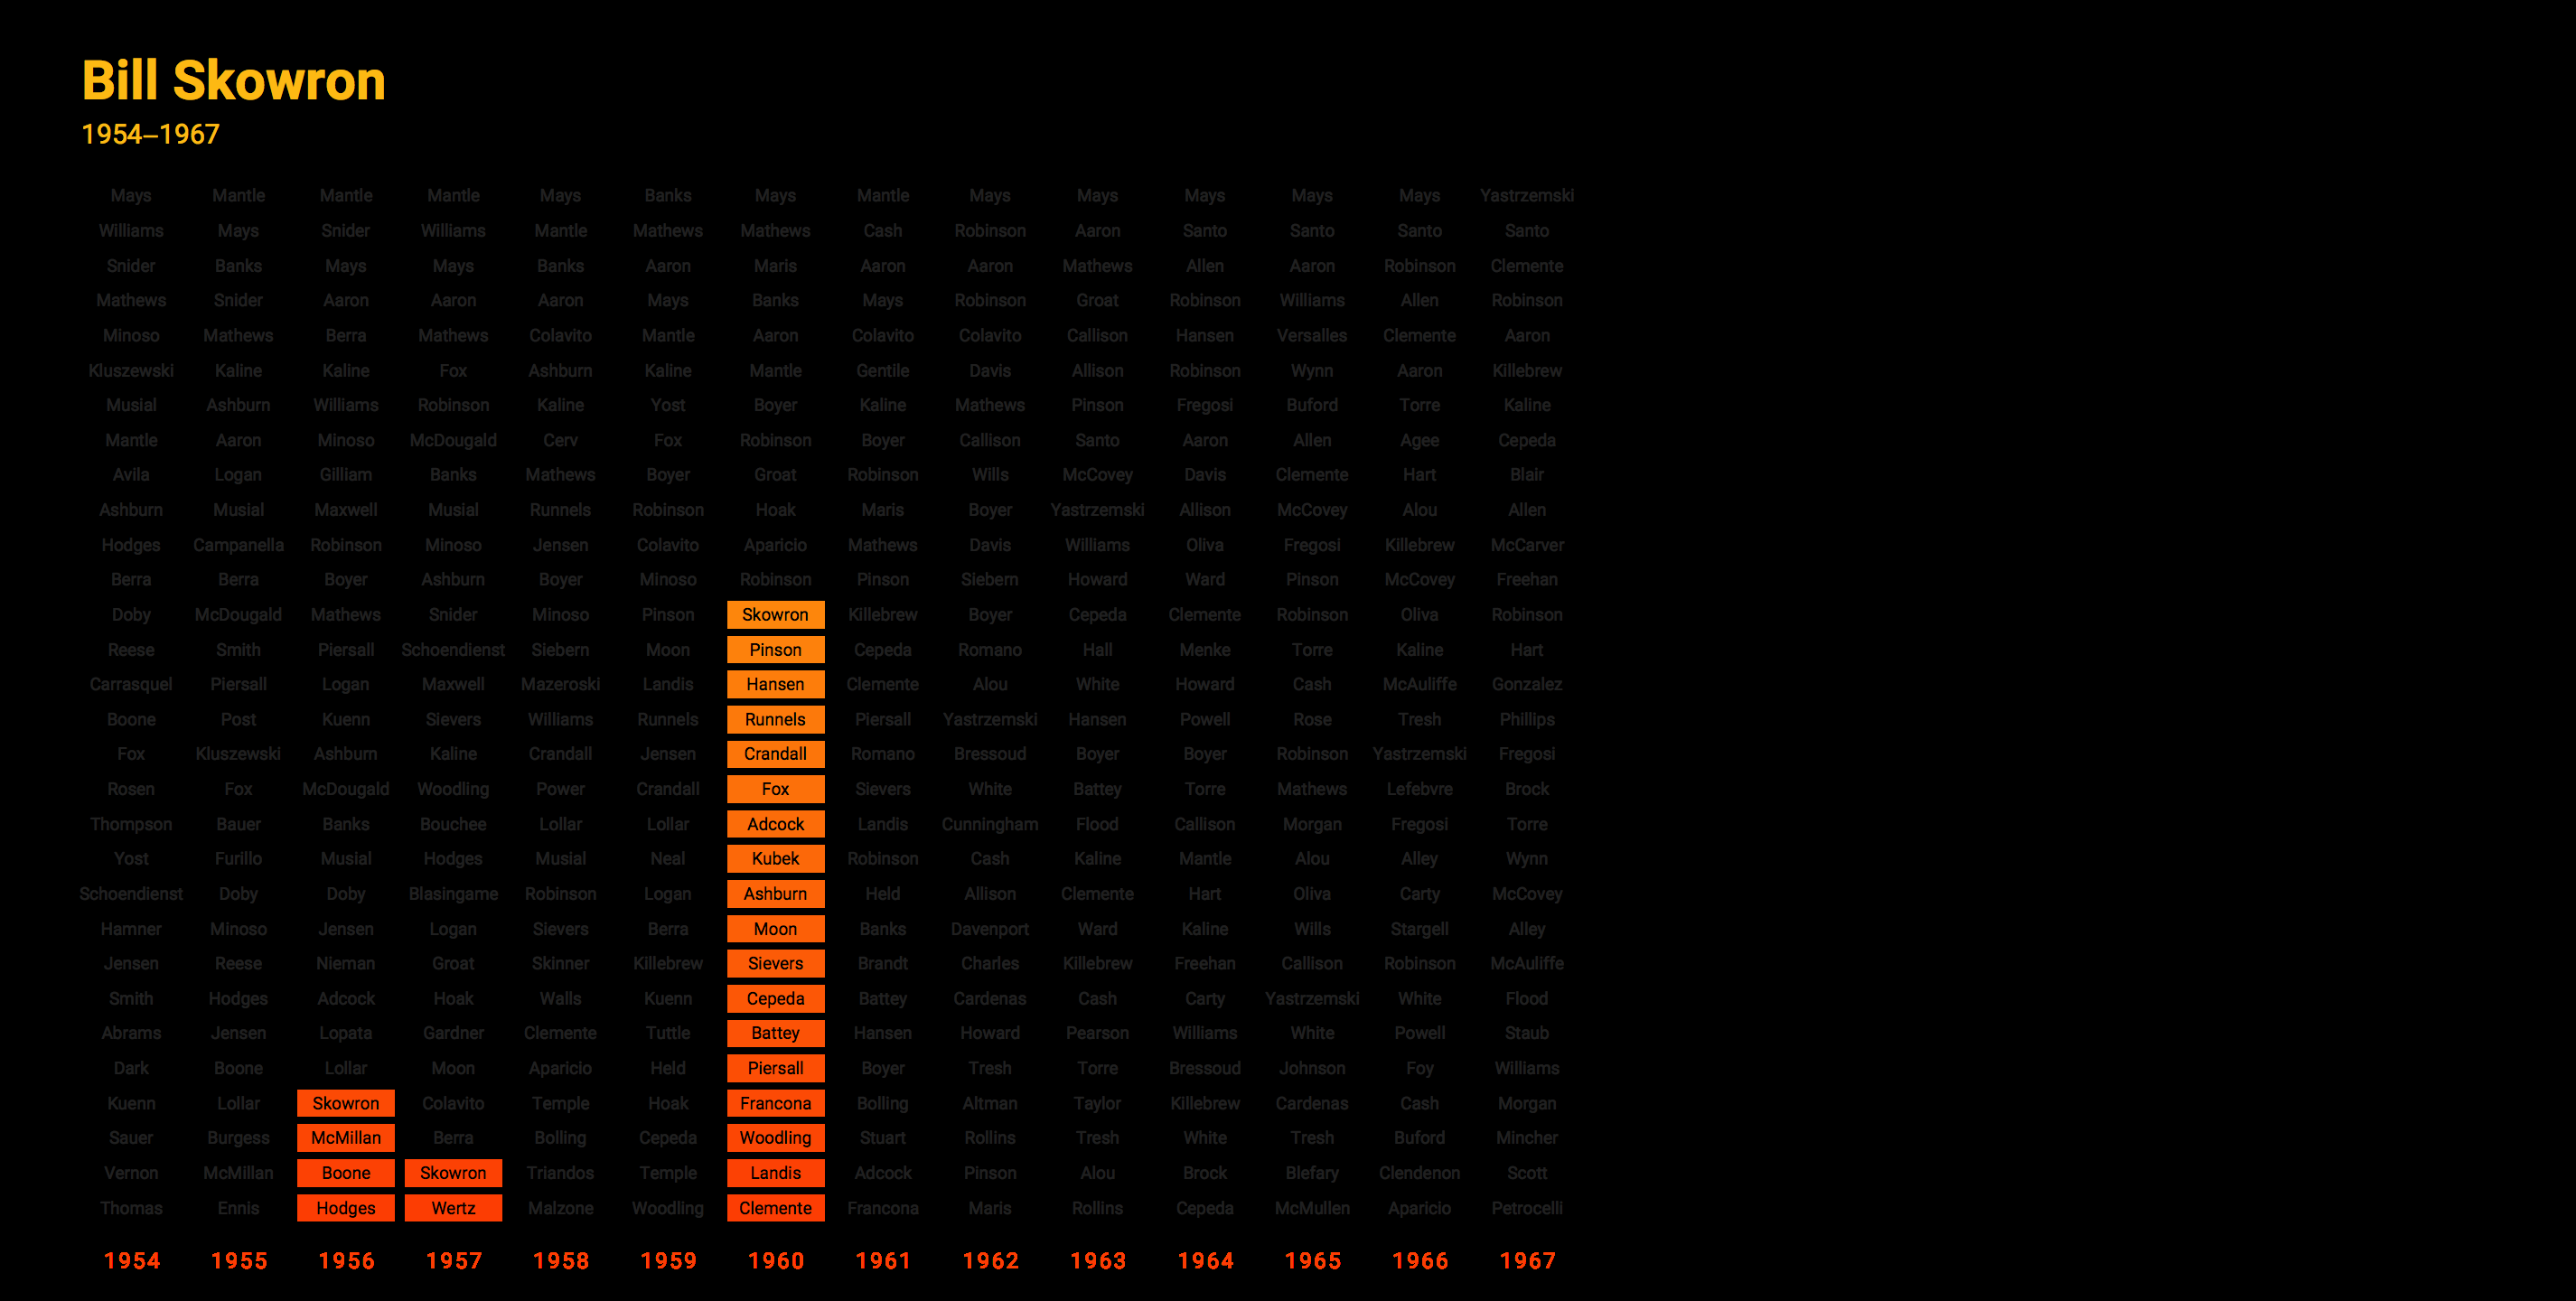 Bill Skowron
1954–1967
Mays Mantle Mantle Mantle Mays Banks Mays Mantle Mays Mays Mays Mays Mays Yastrzemski
Williams Mays Snider Williams Mantle Mathews Mathews Cash Robinson Aaron Santo Santo Santo Santo
Snider Banks Mays Mays Banks Aaron Maris Aaron Aaron Mathews Allen Aaron Robinson Clemente
Mathews Snider Aaron Aaron Aaron Mays Banks Mays Robinson Groat Robinson Williams Allen Robinson
Minoso Mathews Berra Mathews Colavito Mantle Aaron Colavito Colavito Callison Hansen Versalles Clemente Aaron
Kluszewski Kaline Kaline Fox Ashburn Kaline Mantle Gentile Davis Allison Robinson Wynn Aaron Killebrew
Musial Ashburn Williams Robinson Kaline Yost Boyer Kaline Mathews Pinson Fregosi Buford Torre Kaline
Mantle Aaron Minoso McDougald Cerv Fox Robinson Boyer Callison Santo Aaron Allen Agee Cepeda
Avila Logan Gilliam Banks Mathews Boyer Groat Robinson Wills McCovey Davis Clemente Hart Blair
Ashburn Musial Maxwell Musial Runnels Robinson Hoak Maris Boyer Yastrzemski Allison McCovey Alou Allen
Hodges Campanella Robinson Minoso Jensen Colavito Aparicio Mathews Davis Williams Oliva Fregosi Killebrew McCarver
Berra Berra Boyer Ashburn Boyer Minoso Robinson Pinson Siebern Howard Ward Pinson McCovey Freehan
Doby McDougald Mathews Snider Minoso Pinson Skowron Killebrew Boyer Cepeda Clemente Robinson Oliva Robinson
Reese Smith Piersall Schoendienst Siebern Moon Pinson Cepeda Romano Hall Menke Torre Kaline Hart
Carrasquel Piersall Logan Maxwell Mazeroski Landis Hansen Clemente Alou White Howard Cash McAuliffe Gonzalez
Boone Post Kuenn Sievers Williams Runnels Runnels Piersall Yastrzemski Hansen Powell Rose Tresh Phillips
Fox Kluszewski Ashburn Kaline Crandall Jensen Crandall Romano Bressoud Boyer Boyer Robinson Yastrzemski Fregosi
Rosen Fox McDougald Woodling Power Crandall Fox Sievers White Battey Torre Mathews Lefebvre Brock
Thompson Bauer Banks Bouchee Lollar Lollar Adcock Landis Cunningham Flood Callison Morgan Fregosi Torre
Yost Furillo Musial Hodges Musial Neal Kubek Robinson Cash Kaline Mantle Alou Alley Wynn
Schoendienst Doby Doby Blasingame Robinson Logan Ashburn Held Allison Clemente Hart Oliva Carty McCovey
Hamner Minoso Jensen Logan Sievers Berra Moon Banks Davenport Ward Kaline Wills Stargell Alley
Jensen Reese Nieman Groat Skinner Killebrew Sievers Brandt Charles Killebrew Freehan Callison Robinson McAuliffe
Smith Hodges Adcock Hoak Walls Kuenn Cepeda Battey Cardenas Cash Carty Yastrzemski White Flood
Abrams Jensen Lopata Gardner Clemente Tuttle Battey Hansen Howard Pearson Williams White Powell Staub
Dark Boone Lollar Moon Aparicio Held Piersall Boyer Tresh Torre Bressoud Johnson Foy Williams
Kuenn Lollar Skowron Colavito Temple Hoak Francona Bolling Altman Taylor Killebrew Cardenas Cash Morgan
Sauer Burgess McMillan Berra Bolling Cepeda Woodling Stuart Rollins Tresh White Tresh Buford Mincher
Vernon McMillan Boone Skowron Triandos Temple Landis Adcock Pinson Alou Brock Blefary Clendenon Scott
Thomas Ennis Hodges Wertz Malzone Woodling Clemente Francona Maris Rollins Cepeda McMullen Aparicio Petrocelli
1954 1955 1956 1957 1958 1959 1960 1961 1962 1963 1964 1965 1966 1967